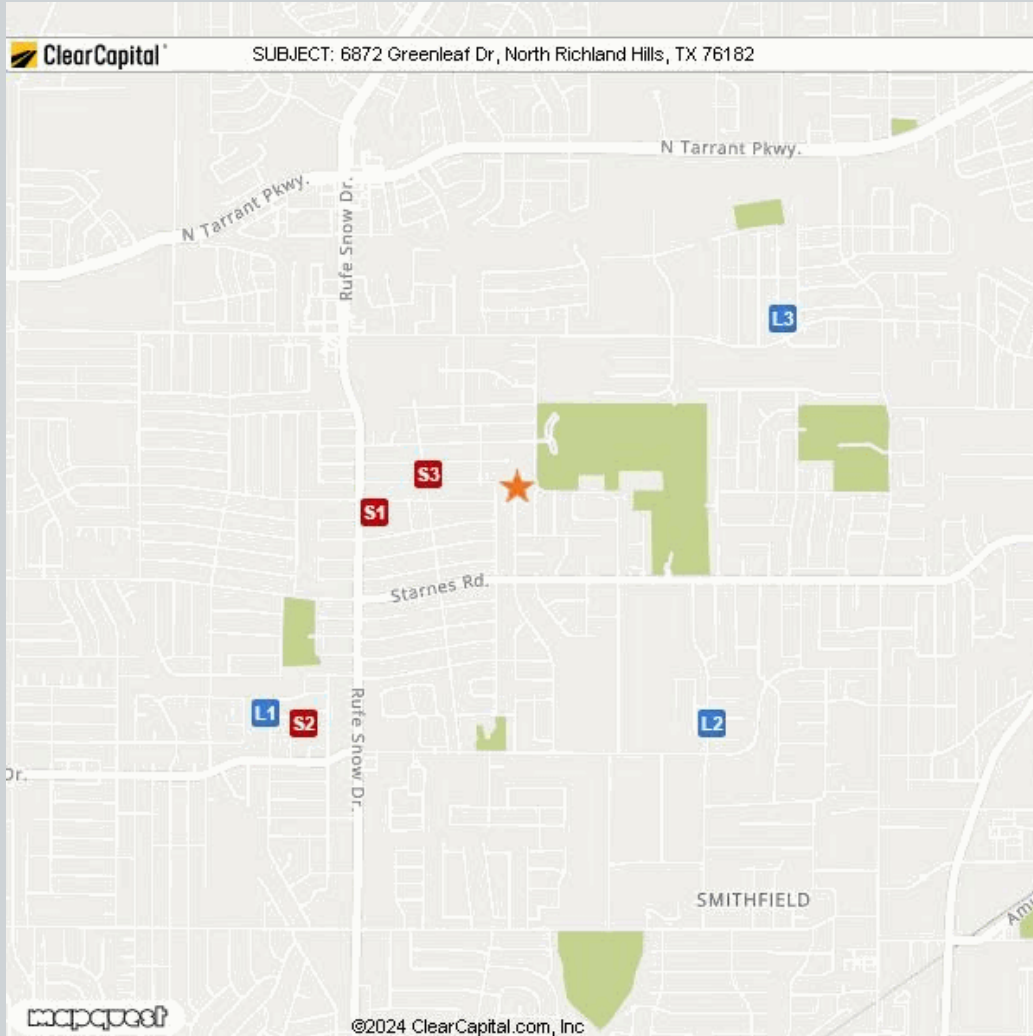 ClearCapital
SUBJECT: 6872 Greenleaf Dr, North Richland Hills, TX 76182
N Tarrant Pkwy.
N Tarrant Pkwy.
Rufe Snow Dr.
L3
S3
S1
Starnes Rd.
L1
S2
L2
Rufe Snow Dr.
Dr.
SMITHFIELD
mapquest
©2024 ClearCapital.com, Inc